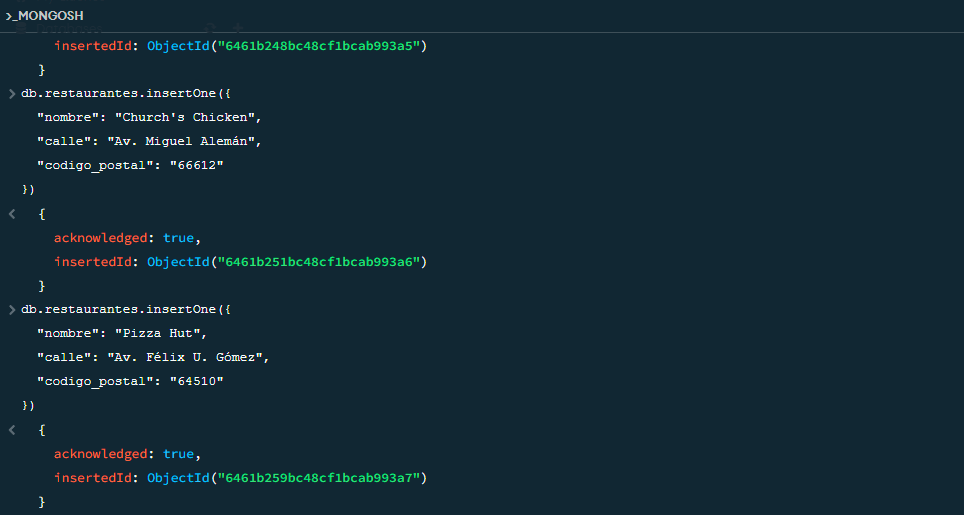 >_MONGOSH
insertedId: ObjectId("6461b248bc48cf1bcab993a5")
}
> db.restaurantes.insertOne({
"nombre": "Church's Chicken",
"calle": "Av. Miguel Alemán",
"codigo_postal": "66612"
})
< {
acknowledged: true,
insertedId: ObjectId("6461b251bc48cf1bcab993a6")
}
> db.restaurantes.insertOne({
"nombre": "Pizza Hut",
"calle": "Av. Félix U. Gómez",
"codigo_postal": "64510"
})
< {
acknowledged: true,
insertedId: ObjectId("6461b259bc48cf1bcab993a7")
}